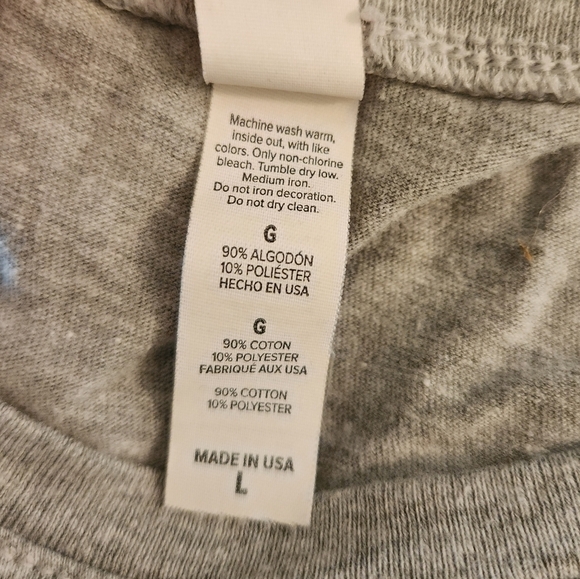 Machine wash warm,
inside out, with like
colors. Only non-chlorine
bleach. Tumble dry low.
Medium iron.
Do not iron decoration.
Do not dry clean.
G
90% ALGODÓN
10% POLIÉSTER
HECHO EN USA
G
90% COTON
10% POLYESTER
FABRIQUÉ AUX USA
90% COTTON
10% POLYESTER
MADE IN USA
L